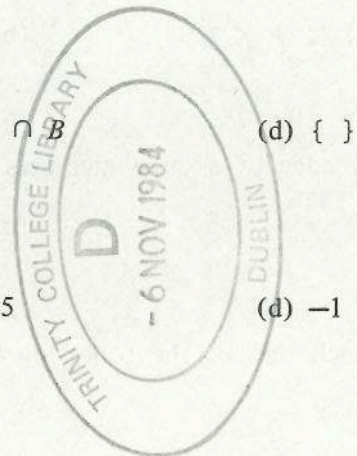 ∩ B (d) { }
5 (d) −1
TRINITY COLLEGE LIBRARY
D
- 6 NOV 1984
DUBLIN